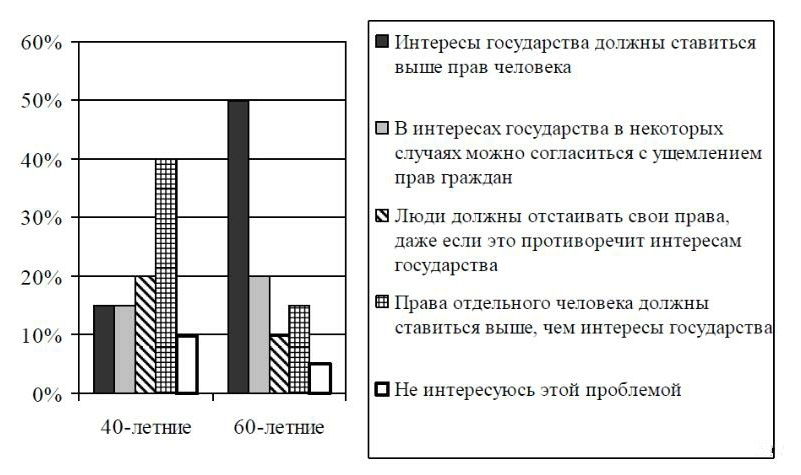 60%
50%
40%
30%
20%
10%
0%
40-летние
60-летние
Интересы государства должны ставиться
выше прав человека
В интересах государства в некоторых
случаях можно согласиться с ущемлением
прав граждан
Люди должны отстаивать свои права,
даже если это противоречит интересам
государства
Права отдельного человека должны
ставиться выше, чем интересы государства
Не интересуюсь этой проблемой